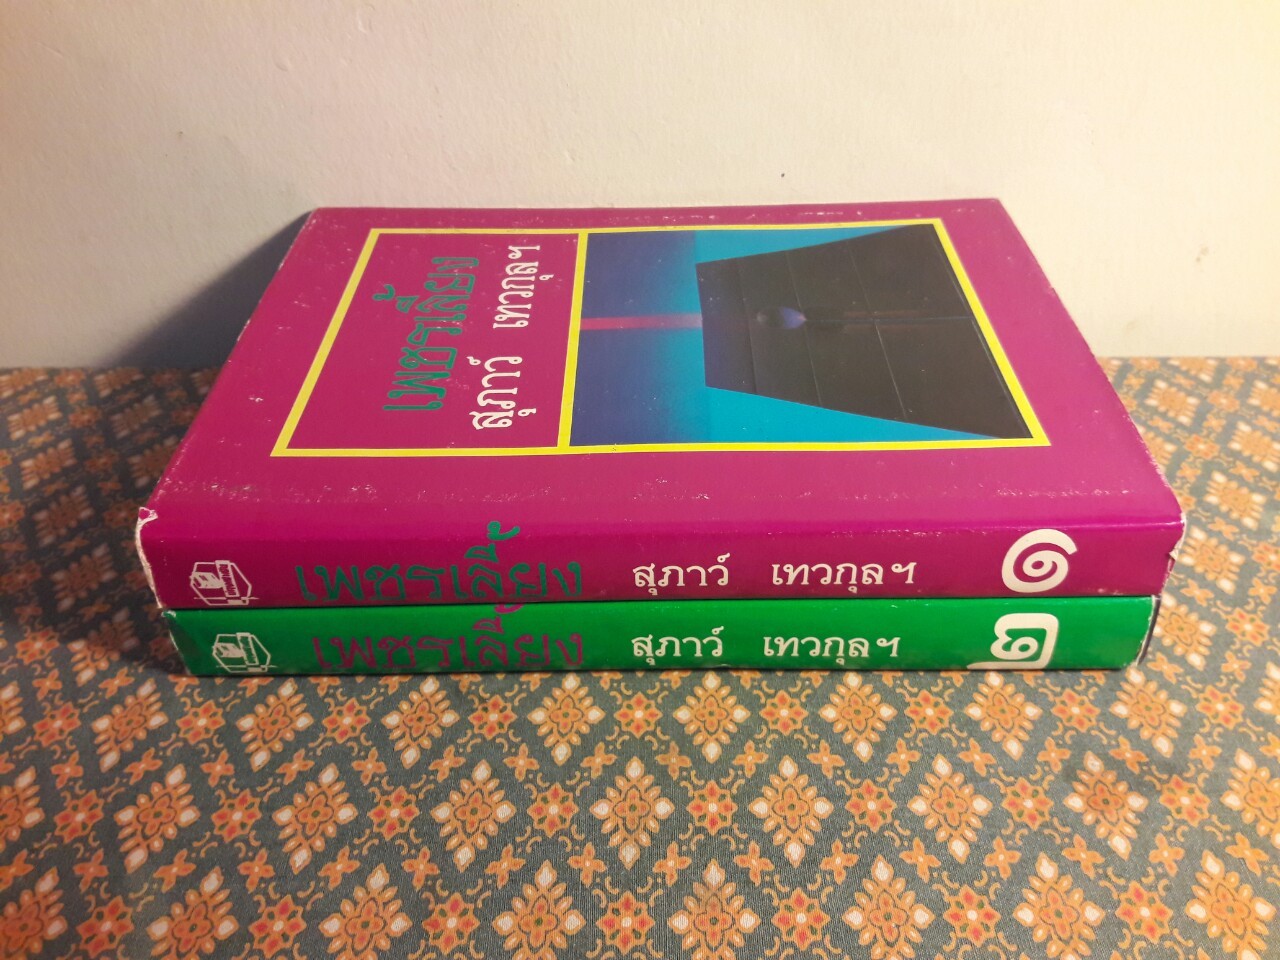 เพชรเลี้ยง
สุภาว์ เทวกุลฯ
เพชรเลี้ยง สุภาว์ เทวกุลฯ ๑
เพชรเลี้ยง สุภาว์ เทวกุลฯ ๒